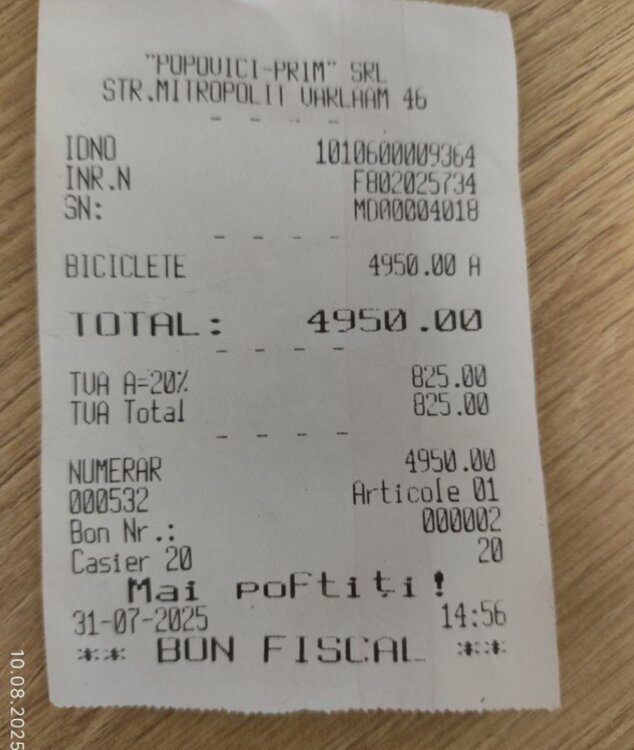 "POPOVICI-PRIM" SRL
STR.MITROPOLIT VARLAAM 46
- - - -
IDNO 1010600009364
INR.N F802025734
SN: MDA0004018
- - - -
BICICLETE 4950.00 A
TOTAL: 4950.00
- - - -
TVA A=20% 825.00
TVA Total 825.00
- - - -
NUMERAR 4950.00
000532 Articole 01
Bon Nr.: 000002
Casier 20 20
Mai poftiți!
31-07-2025 14:56
*** BON FISCAL ***
10.08.2025